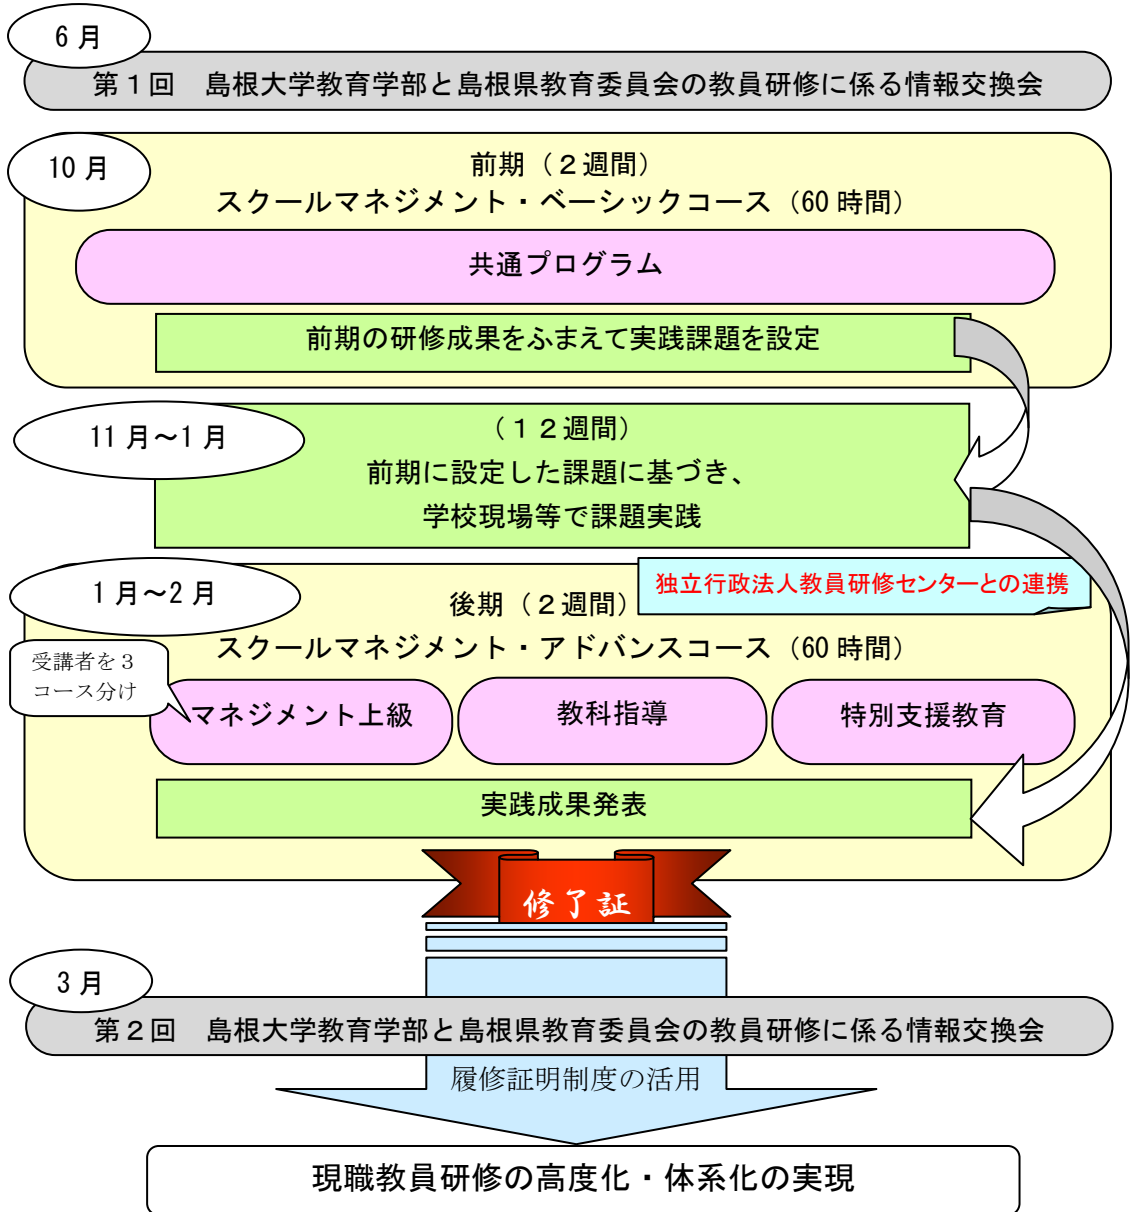 6 月
第１回　島根大学教育学部と島根県教育委員会の教員研修に係る情報交換会
10 月
前期（２週間）
スクールマネジメント・ベーシックコース（60 時間）
共通プログラム
前期の研修成果をふまえて実践課題を設定
11 月～1 月
（１２週間）
前期に設定した課題に基づき、
学校現場等で課題実践
1 月～2 月
独立行政法人教員研修センターとの連携
後期（２週間）
スクールマネジメント・アドバンスコース（60 時間）
受講者を３
コース分け
マネジメント上級
教科指導
特別支援教育
実践成果発表
修了証
3 月
第２回　島根大学教育学部と島根県教育委員会の教員研修に係る情報交換会
履修証明制度の活用
現職教員研修の高度化・体系化の実現